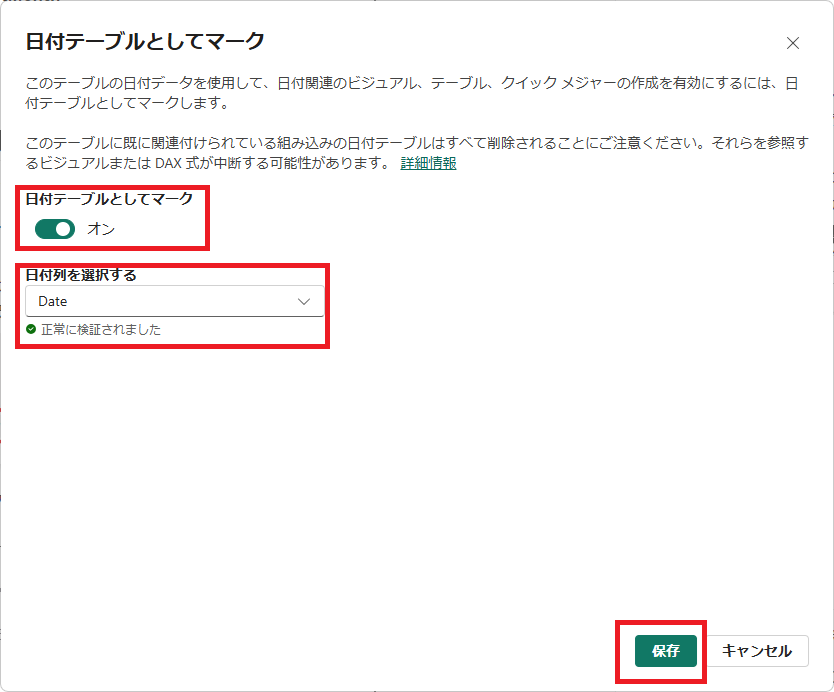 日付テーブルとしてマーク
このテーブルの日付データを使用して、日付関連のビジュアル、テーブル、クイック メジャーの作成を有効にするには、日
付テーブルとしてマークします。
このテーブルに既に関連付けられている組み込みの日付テーブルはすべて削除されることにご注意ください。それらを参照す
るビジュアルまたは DAX 式が中断する可能性があります。 詳細情報
日付テーブルとしてマーク
オン
日付列を選択する
Date
正常に検証されました
保存
キャンセル